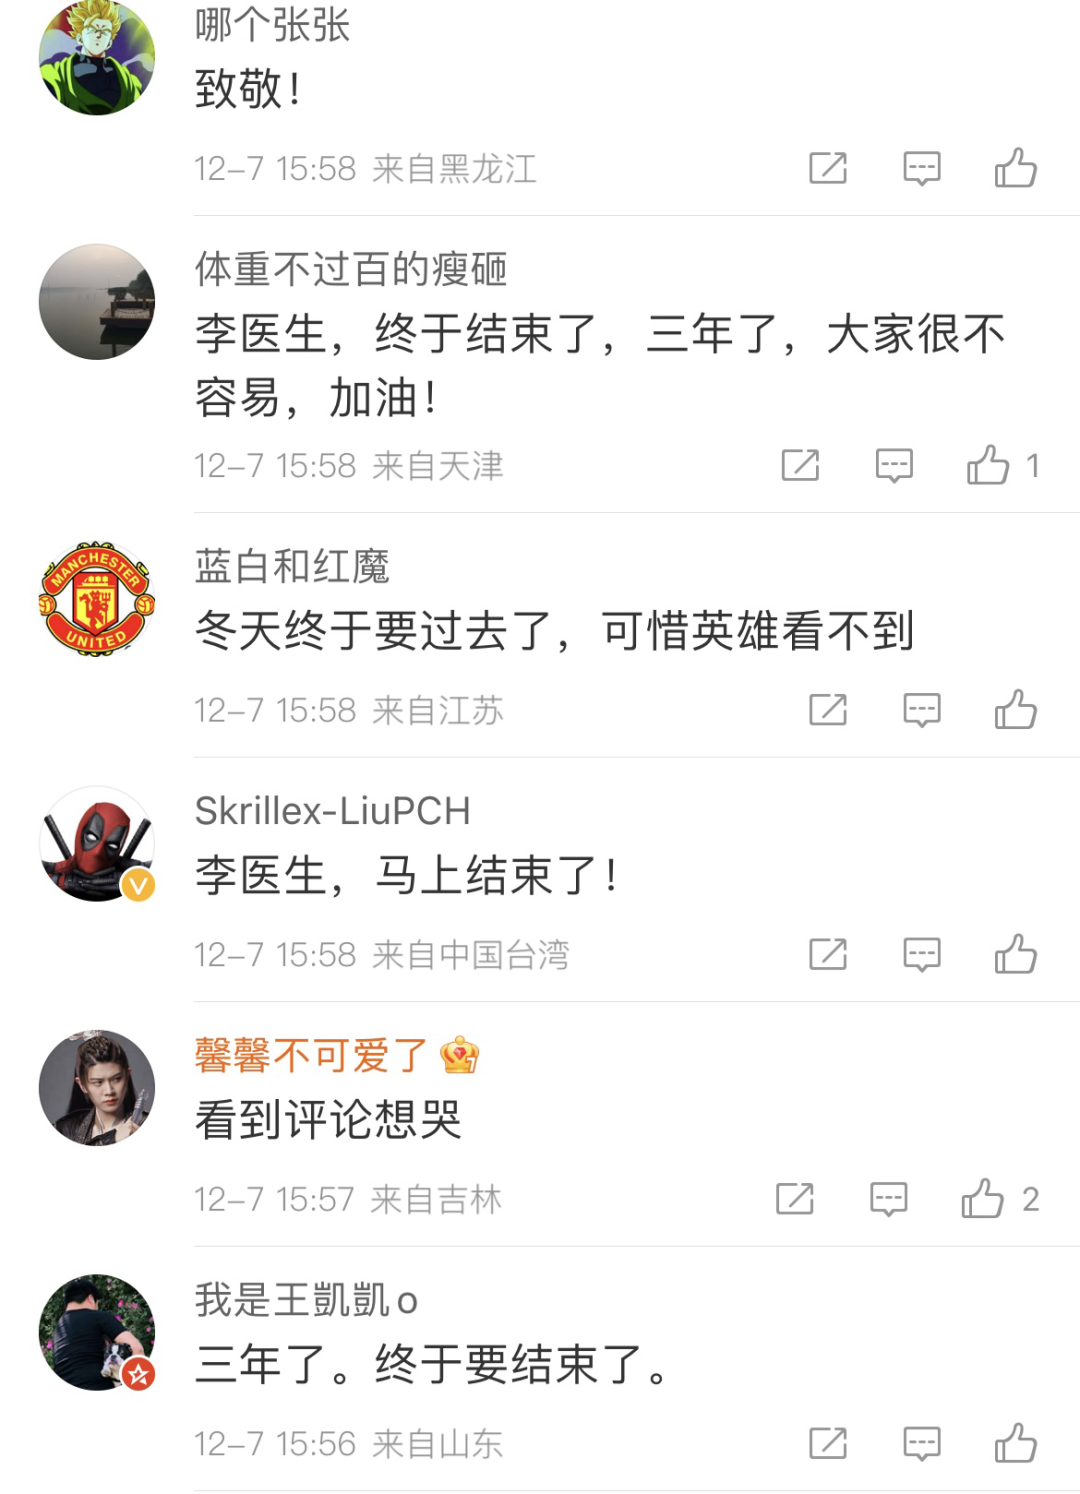 哪个张张
致敬！
12-7 15:58 来自黑龙江
体重不过百的瘦砸
李医生，终于结束了，三年了，大家很不
容易，加油！
12-7 15:58 来自天津
1
MANCHESTER
UNITED
蓝白和红魔
冬天终于要过去了，可惜英雄看不到
12-7 15:58 来自江苏
Skrillex-LiuPCH
V
李医生，马上结束了！
12-7 15:58 来自中国台湾
馨馨不可爱了
7
看到评论想哭
12-7 15:57 来自吉林
2
我是王凱凱o
三年了。终于要结束了。
12-7 15:56 来自山东